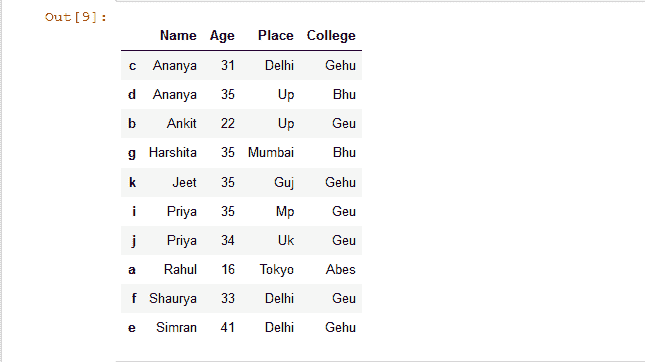 Out[9]:
Name Age Place College
c Ananya 31 Delhi Gehu
d Ananya 35 Up Bhu
b Ankit 22 Up Geu
g Harshita 35 Mumbai Bhu
k Jeet 35 Guj Gehu
i Priya 35 Mp Geu
j Priya 34 Uk Geu
a Rahul 16 Tokyo Abes
f Shaurya 33 Delhi Geu
e Simran 41 Delhi Gehu